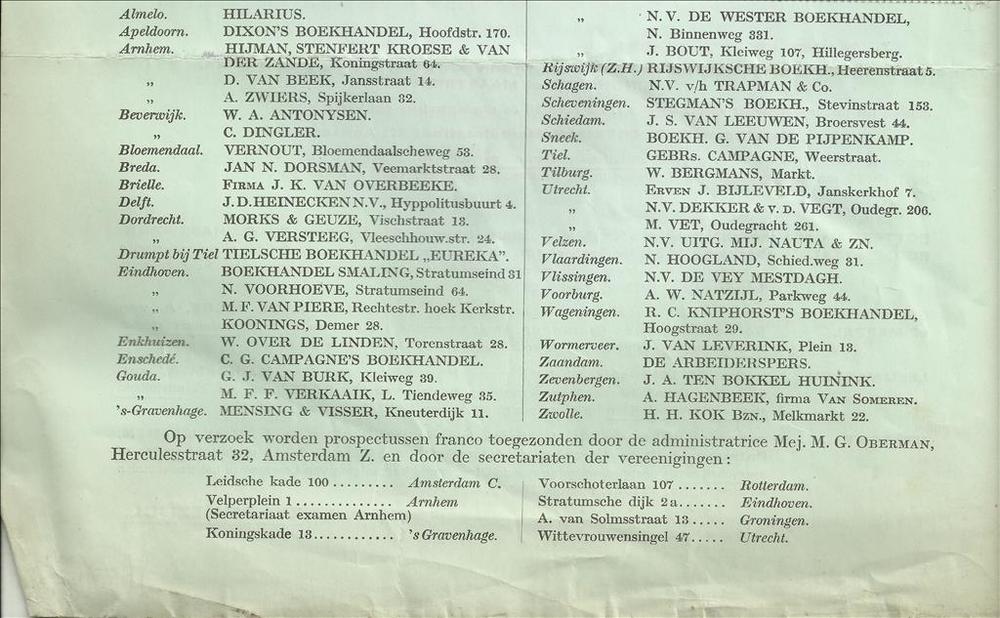 Almelo. HILARIUS.
Apeldoorn. DIXON'S BOEKHANDEL, Hoofdstr. 170.
Arnhem. HIJMAN, STENFERT KROESE & VAN
DER ZANDE, Koningstraat 64.
„ D. VAN BEEK, Jansstraat 14.
„ A. ZWIERS, Spijkerlaan 32.
Beverwijk. W. A. ANTONYSEN.
„ C. DINGLER.
Bloemendaal. VERNOUT, Bloemendaalscheweg 53.
Breda. JAN N. DORSMAN, Veemarktstraat 28.
Brielle. FIRMA J. K. VAN OVERBEEKE.
Delft. J.D. HEINECKEN N.V., Hyppolitusbuurt 4.
Dordrecht. MORKS & GEUZE, Vischstraat 13.
„ A. G. VERSTEEG, Vleeschhouw.str. 24.
Drumpt bij Tiel TIELSCHE BOEKHANDEL „EUREKA”.
Eindhoven. BOEKHANDEL SMALING, Stratumseind 31
„ N. VOORHOEVE, Stratumseind 64.
„ M. F. VAN PIERE, Rechtestr. hoek Kerkstr.
„ KOONINGS, Demer 28.
Enkhuizen. W. OVER DE LINDEN, Torenstraat 28.
Enschedé. C. G. CAMPAGNE'S BOEKHANDEL.
Gouda. G. J. VAN BURK, Kleiweg 39.
„ M. F. F. VERKAAIK, L. Tiendeweg 35.
's-Gravenhage. MENSING & VISSER, Kneuterdijk 11.
„ N. V. DE WESTER BOEKHANDEL,
N. Binnenweg 331.
„ J. BOUT, Kleiweg 107, Hillegersberg.
Rijswijk (Z.H.) RIJSWIJKSCHE BOEKH., Heerenstraat 5.
Schagen. N.V. v/h TRAPMAN & Co.
Scheveningen. STEGMAN'S BOEKH., Stevinstraat 153.
Schiedam. J. S. VAN LEEUWEN, Broersvest 44.
Sneek. BOEKH. G. VAN DE PIJPENKAMP.
Tiel. GEBRs. CAMPAGNE, Weerstraat.
Tilburg. W. BERGMANS, Markt.
Utrecht. ERVEN J. BIJLEVELD, Janskerkhof 7.
„ N.V. DEKKER & V. D. VEGT, Oudegr. 206.
„ M. VET, Oudegracht 261.
Velzen. N.V. UITG. MIJ. NAUTA & ZN.
Vlaardingen. N. HOOGLAND, Schied.weg 31.
Vlissingen. N.V. DE VEY MESTDAGH.
Voorburg. A. W. NATZIJL, Parkweg 44.
Wageningen. R. C. KNIPHORST'S BOEKHANDEL,
Hoogstraat 29.
Wormerveer. J. VAN LEVERINK, Plein 13.
Zaandam. DE ARBEIDERSPERS.
Zevenbergen. J. A. TEN BOKKEL HUININK.
Zutphen. A. HAGENBEEK, firma VAN SOMEREN.
Zwolle. H. H. KOK BZN., Melkmarkt 22.
Op verzoek worden prospectussen franco toegezonden door de administratrice Mej. M. G. OBERMAN,
Herculesstraat 32, Amsterdam Z. en door de secretariaten der vereenigingen:
Leidsche kade 100 ......... Amsterdam C.
Velperplein 1 .............. Arnhem
(Secretariaat examen Arnhem)
Koningskade 13............ 's Gravenhage.
Voorschoterlaan 107 ....... Rotterdam.
Stratumsche dijk 2a....... Eindhoven.
A. van Solmsstraat 13 ..... Groningen.
Wittevrouwensingel 47..... Utrecht.